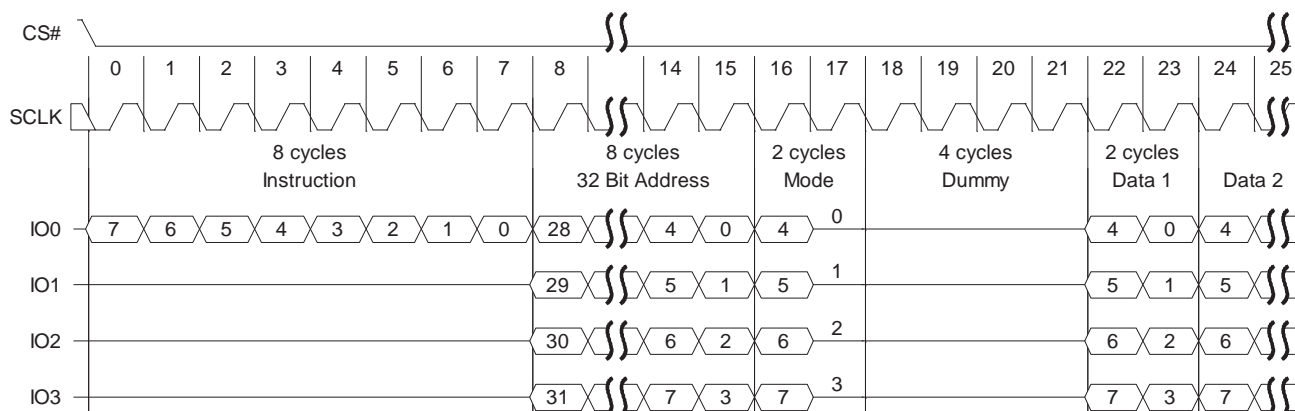 CS#
0 1 2 3 4 5 6 7 8 14 15 16 17 18 19 20 21 22 23 24 25
SCLK
8 cycles 8 cycles 2 cycles 4 cycles 2 cycles
Instruction 32 Bit Address Mode Dummy Data 1 Data 2
IO0 7 6 5 4 3 2 1 0 28 4 0 4 0 4 0 4
IO1 29 5 1 5 1 5 1 5
IO2 30 6 2 6 2 6 2 6
IO3 31 7 3 7 3 7 3 7